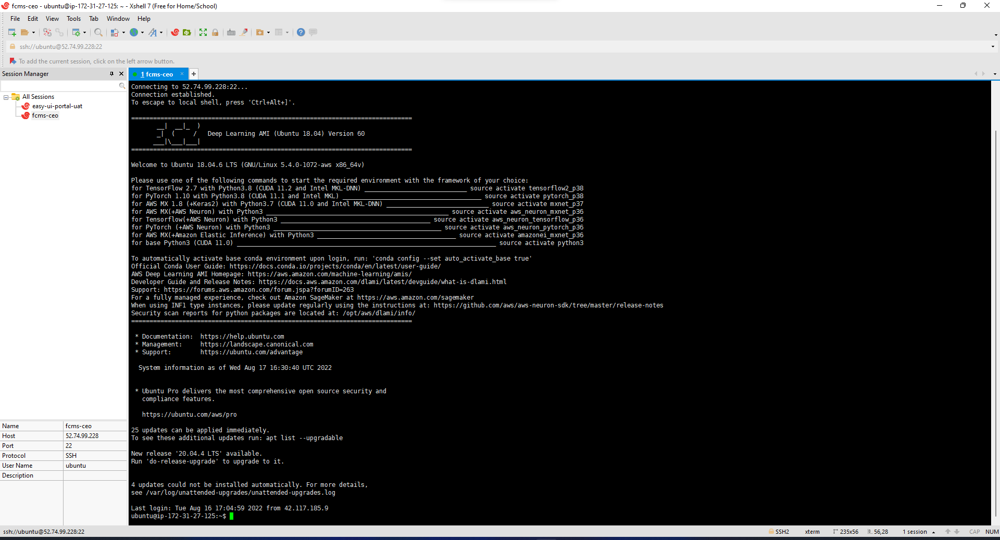 fcms-ceo - ubuntu@ip-172-31-27-125: ~ - Xshell 7 (Free for Home/School)
File Edit View Tools Tab Window Help
ssh://ubuntu@52.74.99.228:22
To add the current session, click on the left arrow button.
Session Manager
1 fcms-ceo
All Sessions
easy-ui-portal-uat
fcms-ceo
Connecting to 52.74.99.228:22...
Connection established.
To escape to local shell, press 'Ctrl+Alt+]'.
=============================================================================
       __|  __|_  )
       _|  (     /   Deep Learning AMI (Ubuntu 18.04) Version 60
      ___|\___|___|
=============================================================================
Welcome to Ubuntu 18.04.6 LTS (GNU/Linux 5.4.0-1072-aws x86_64v)
Please use one of the following commands to start the required environment with the framework of your choice:
for TensorFlow 2.7 with Python3.8 (CUDA 11.2 and Intel MKL-DNN) ____________________________ source activate tensorflow2_p38
for PyTorch 1.10 with Python3.8 (CUDA 11.1 and Intel MKL) ______________________________________ source activate pytorch_p38
for AWS MX 1.8 (+Keras2) with Python3.7 (CUDA 11.0 and Intel MKL-DNN) ____________________________ source activate mxnet_p37
for AWS MX(+AWS Neuron) with Python3 __________________________________________________ source activate aws_neuron_mxnet_p36
for Tensorflow(+AWS Neuron) with Python3 _________________________________________ source activate aws_neuron_tensorflow_p36
for PyTorch (+AWS Neuron) with Python3 ______________________________________________ source activate aws_neuron_pytorch_p36
for AWS MX(+Amazon Elastic Inference) with Python3 ______________________________________ source activate amazonei_mxnet_p36
for base Python3 (CUDA 11.0) _______________________________________________________________________ source activate python3
To automatically activate base conda environment upon login, run: 'conda config --set auto_activate_base true'
Official Conda User Guide: https://docs.conda.io/projects/conda/en/latest/user-guide/
AWS Deep Learning AMI Homepage: https://aws.amazon.com/machine-learning/amis/
Developer Guide and Release Notes: https://docs.aws.amazon.com/dlami/latest/devguide/what-is-dlami.html
Support: https://forums.aws.amazon.com/forum.jspa?forumID=263
For a fully managed experience, check out Amazon SageMaker at https://aws.amazon.com/sagemaker
When using INF1 type instances, please update regularly using the instructions at: https://github.com/aws/aws-neuron-sdk/tree/master/release-notes
Security scan reports for python packages are located at: /opt/aws/dlami/info/
=============================================================================
* Documentation:  https://help.ubuntu.com
* Management:     https://landscape.canonical.com
* Support:        https://ubuntu.com/advantage
System information as of Wed Aug 17 16:30:40 UTC 2022
* Ubuntu Pro delivers the most comprehensive open source security and
compliance features.
https://ubuntu.com/aws/pro
25 updates can be applied immediately.
To see these additional updates run: apt list --upgradable
New release '20.04.4 LTS' available.
Run 'do-release-upgrade' to upgrade to it.
4 updates could not be installed automatically. For more details,
see /var/log/unattended-upgrades/unattended-upgrades.log
Last login: Tue Aug 16 17:04:59 2022 from 42.117.185.9
ubuntu@ip-172-31-27-125:~$
Name fcms-ceo
Host 52.74.99.228
Port 22
Protocol SSH
User Name ubuntu
Description
ssh://ubuntu@52.74.99.228:22 SSH2 xterm 235x56 56,28 1 session CAP NUM